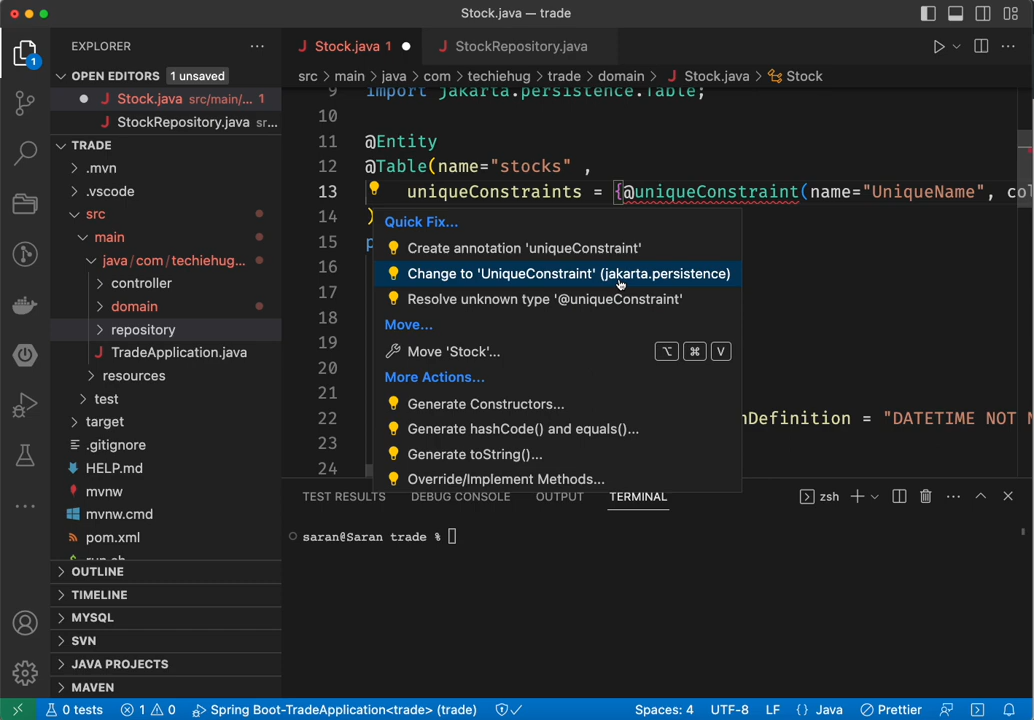 Stock.java — trade
EXPLORER
OPEN EDITORS 1 unsaved
Stock.java src/main/... 1
StockRepository.java sr...
TRADE
.mvn
.vscode
src
main
java/com/techiehug...
controller
domain
repository
TradeApplication.java
resources
test
target
.gitignore
HELP.md
mvnw
mvnw.cmd
pom.xml
run.sh
OUTLINE
TIMELINE
MYSQL
SVN
JAVA PROJECTS
MAVEN
1
Stock.java 1
StockRepository.java
src > main > java > com > techiehug > trade > domain > Stock.java > Stock
9 import jakarta.persistence.Table;
10
11 @Entity
12 @Table(name="stocks" ,
13 uniqueConstraints = {@uniqueConstraint(name="UniqueName", col
14 )
15 p
16
17
18
19
20
21
22 nDefinition = "DATETIME NOT N
23
24
Quick Fix...
Create annotation 'uniqueConstraint'
Change to 'UniqueConstraint' (jakarta.persistence)
Resolve unknown type '@uniqueConstraint'
Move...
Move 'Stock'... ⌥ ⌘ V
More Actions...
Generate Constructors...
Generate hashCode() and equals()...
Generate toString()...
Override/Implement Methods...
TEST RESULTS DEBUG CONSOLE OUTPUT TERMINAL zsh
saran@Saran trade %
0 tests 1 0 Spring Boot-TradeApplication<trade> (trade) Spaces: 4 UTF-8 LF {} Java Prettier